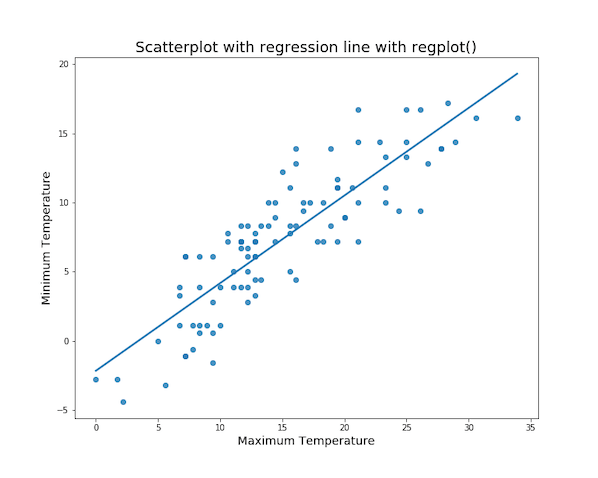 Scatterplot with regression line with regplot()
20
15
10
5
0
−5
Minimum Temperature
0 5 10 15 20 25 30 35
Maximum Temperature